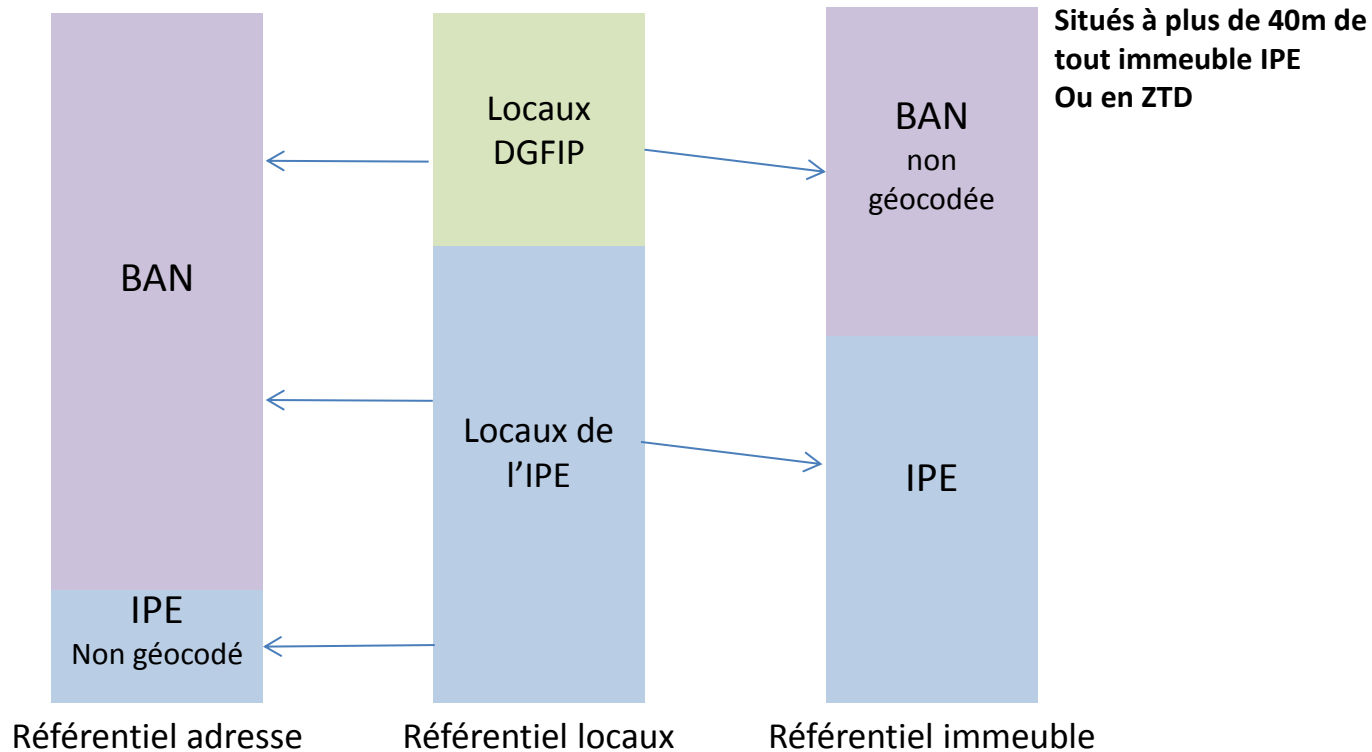 BAN
IPE
Non géocodé
Référentiel adresse
Locaux
DGFIP
Locaux de
l’IPE
Référentiel locaux
BAN
non
géocodée
IPE
Référentiel immeuble
Situés à plus de 40m de
tout immeuble IPE
Ou en ZTD